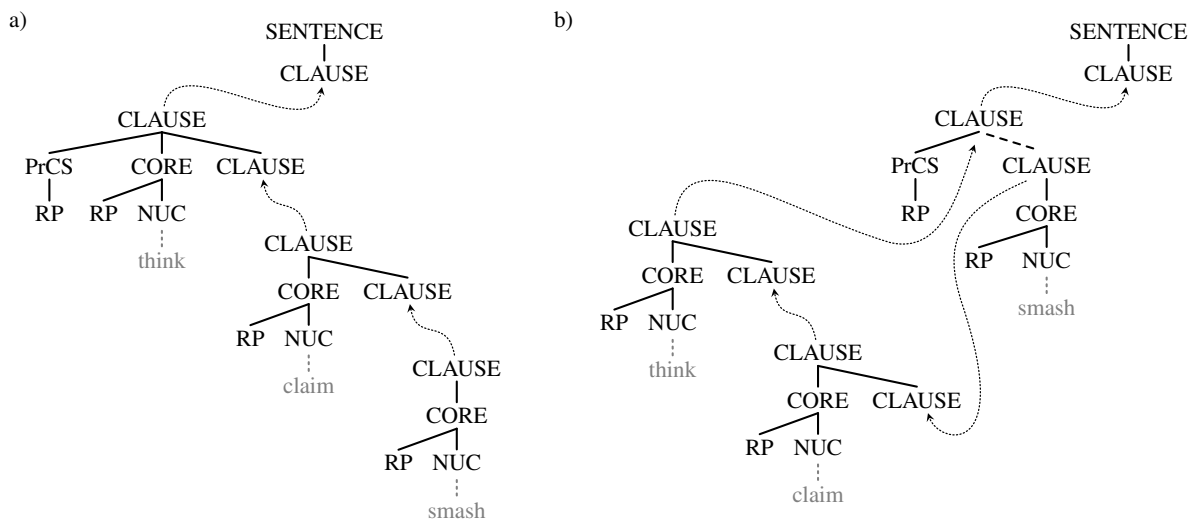 a)
SENTENCE
CLAUSE
CLAUSE
PrCS CORE CLAUSE
RP RP NUC
think
CLAUSE
CORE CLAUSE
RP NUC
claim
CLAUSE
CORE
RP NUC
smash
b)
SENTENCE
CLAUSE
CLAUSE
PrCS CLAUSE
RP CORE
RP NUC
smash
CLAUSE
CORE CLAUSE
RP NUC
think
CLAUSE
CORE CLAUSE
RP NUC
claim